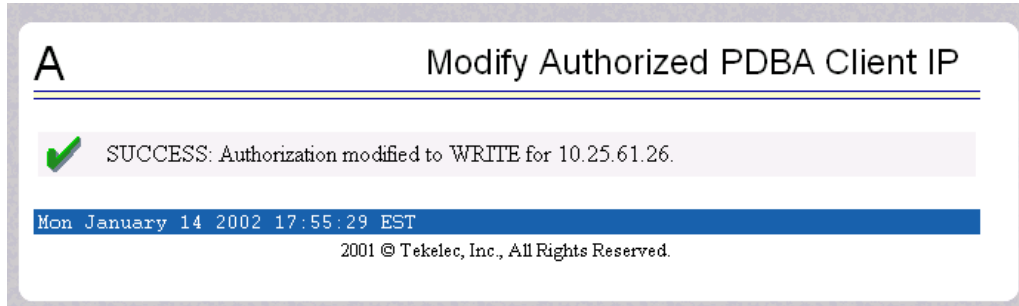 A Modify Authorized PDBA Client IP
SUCCESS: Authorization modified to WRITE for 10.25.61.26.
Mon January 14 2002 17:55:29 EST
2001 © Tekelec, Inc., All Rights Reserved.